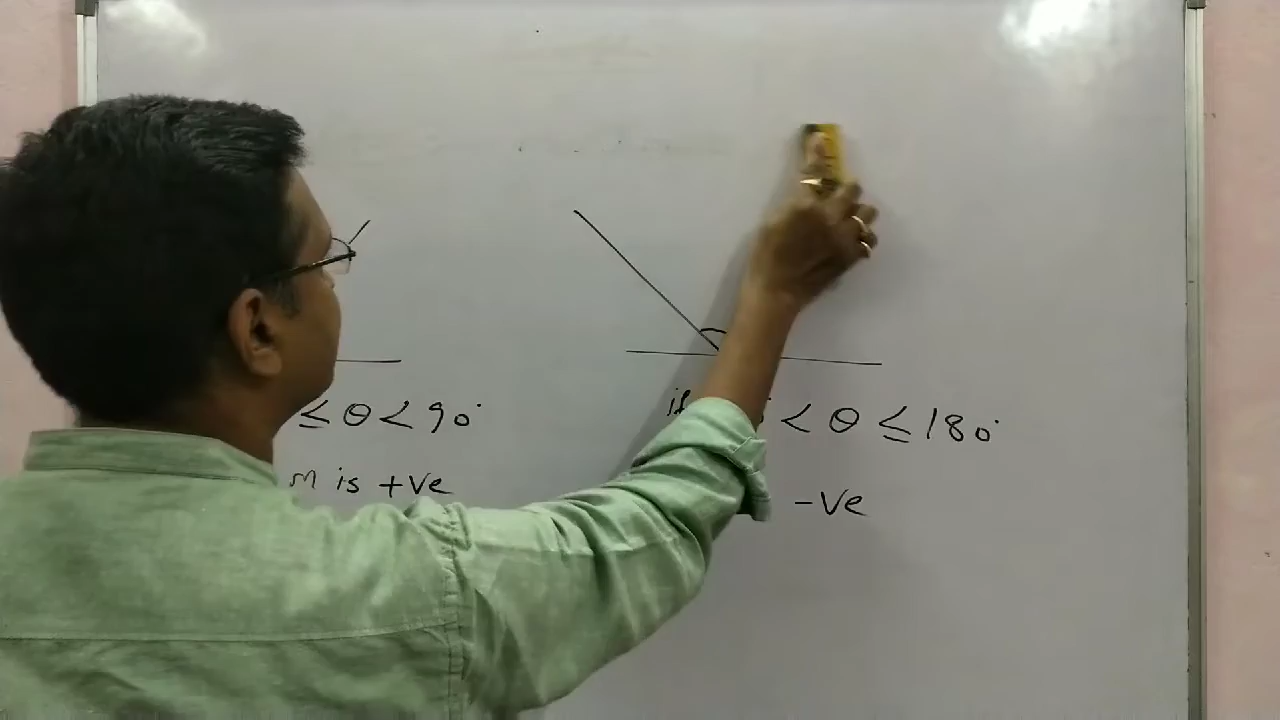 ≤ θ < 90°
m is +ve
if < θ ≤ 180°
-ve